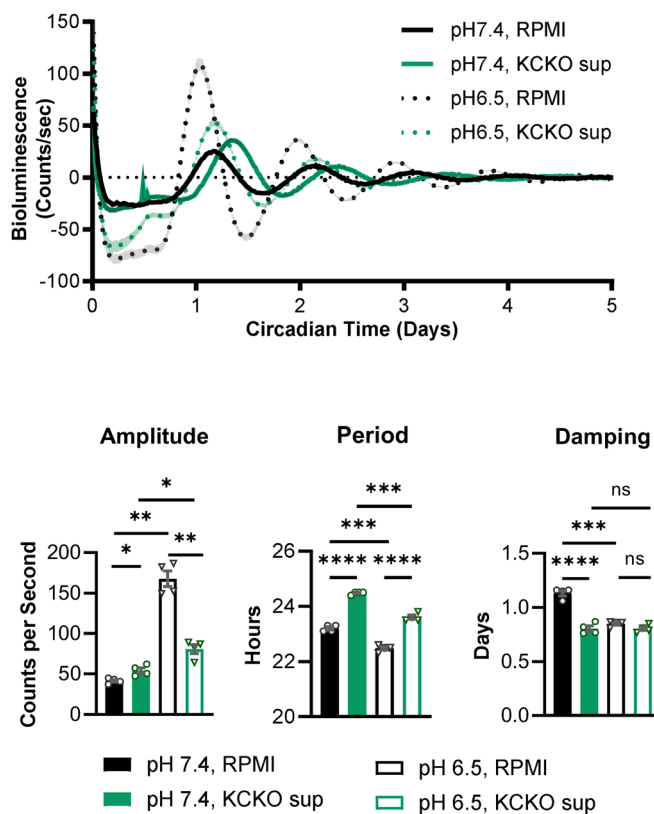 150
100
50
0
-50
-100
Bioluminescence
(Counts/sec)
pH7.4, RPMI
pH7.4, KCKO sup
pH6.5, RPMI
pH6.5, KCKO sup
0 1 2 3 4 5
Circadian Time (Days)
Amplitude
*
**
*
**
200
150
100
50
0
Counts per Second
Period
***
***
**** ****
26
24
22
20
Hours
Damping
ns
***
**** ns
1.5
1.0
0.5
0.0
Days
pH 7.4, RPMI
pH 6.5, RPMI
pH 7.4, KCKO sup
pH 6.5, KCKO sup